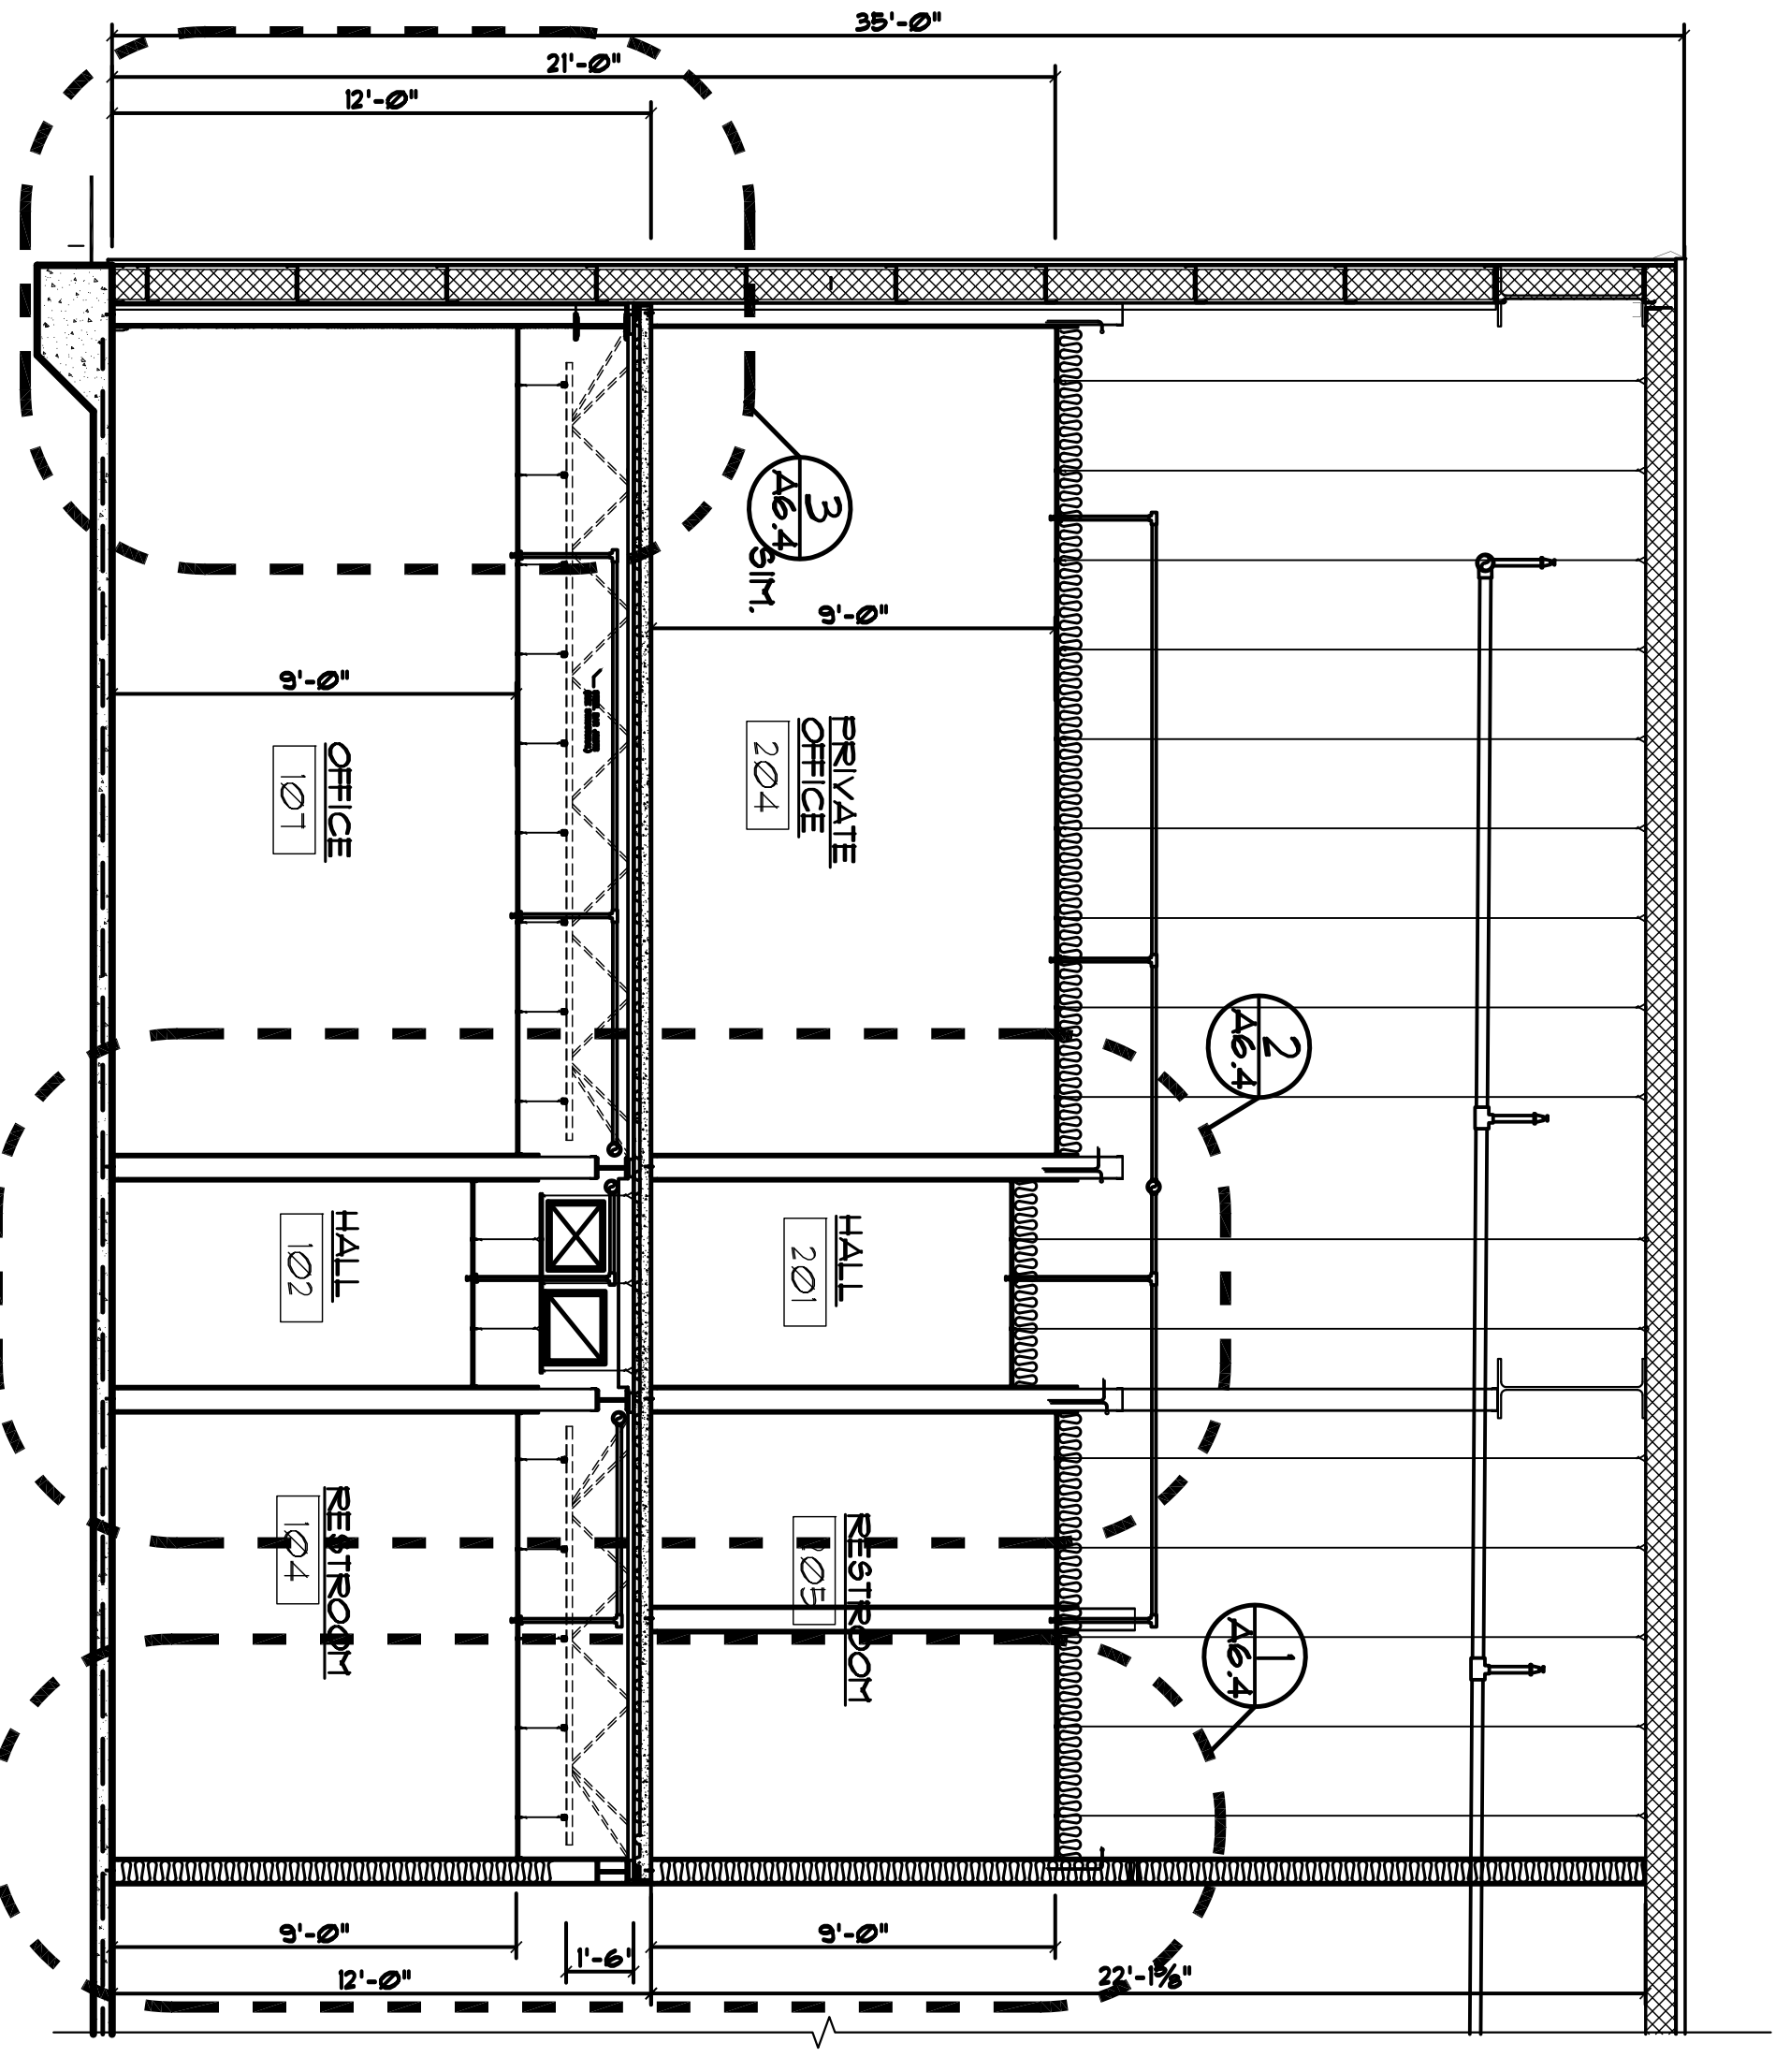 35'-0"
21'-0"
12'-0"
3
A6.4
SIM.
9'-0"
9'-0"
PRIVATE
OFFICE
204
OFFICE
107
2
A6.4
HALL
201
HALL
102
RESTROOM
205
RESTROOM
104
1
A6.4
9'-0"
1'-6"
9'-0"
12'-0"
22'-1⅝"